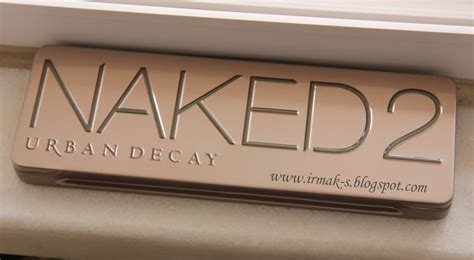 NAKED2
URBAN DECAY
www.irmak-s.blogspot.com